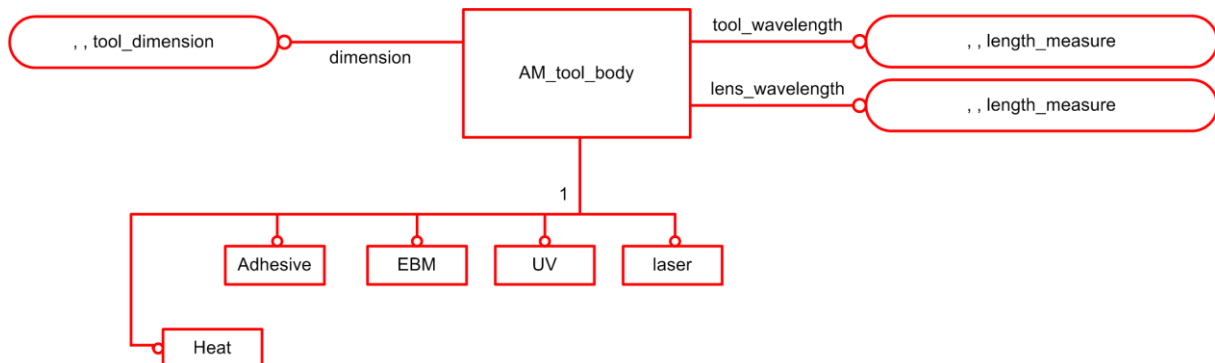 tool_wavelength
, , tool_dimension
, , length_measure
dimension
AM_tool_body
lens_wavelength
, , length_measure
1
Adhesive
EBM
UV
laser
Heat